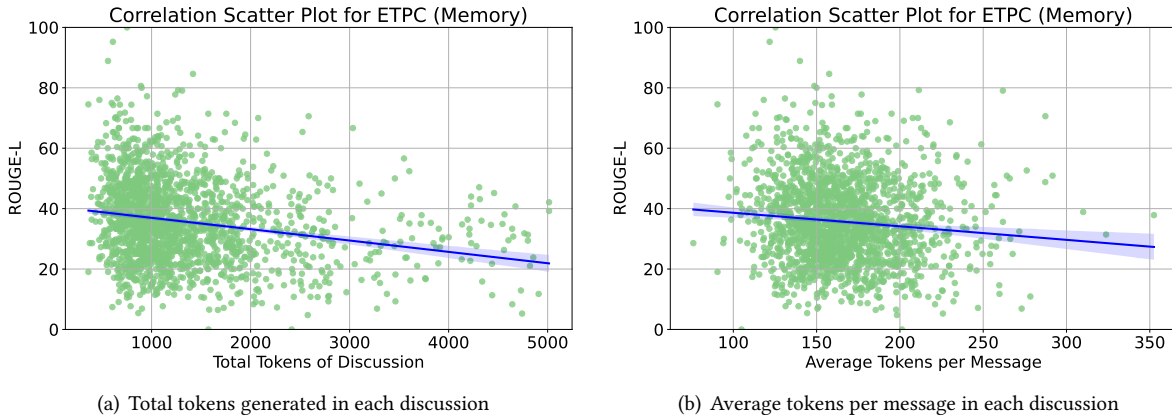 Correlation Scatter Plot for ETPC (Memory)
100
80
60
40
20
0
ROUGE-L
1000 2000 3000 4000 5000
Total Tokens of Discussion
(a) Total tokens generated in each discussion
Correlation Scatter Plot for ETPC (Memory)
100
80
60
40
20
0
ROUGE-L
100 150 200 250 300 350
Average Tokens per Message
(b) Average tokens per message in each discussion